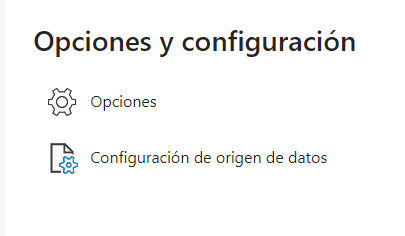 Opciones y configuración
Opciones
Configuración de origen de datos